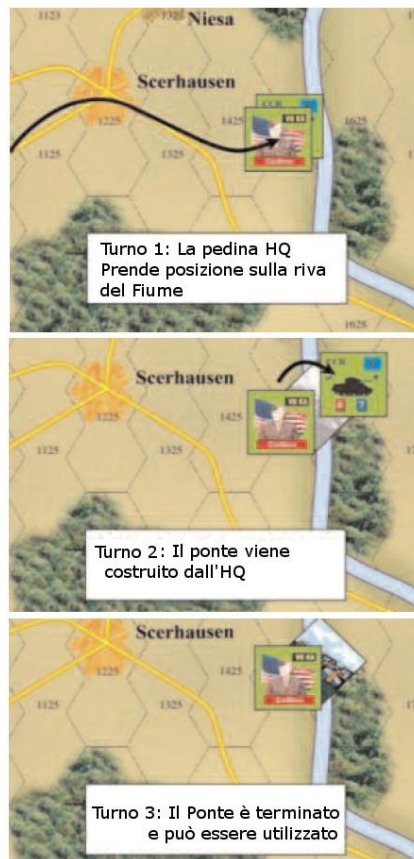 1123
Niesa
Scerhausen
1225
1425
1125
1325
1625
Turno 1: La pedina HQ
Prende posizione sulla riva
del Fiume
1628
Scerhausen
1225
1425
1125
1325
Turno 2: Il ponte viene
costruito dall'HQ
Scerhausen
1225
1425
1125
1325
Turno 3: Il Ponte è terminato
e può essere utilizzato